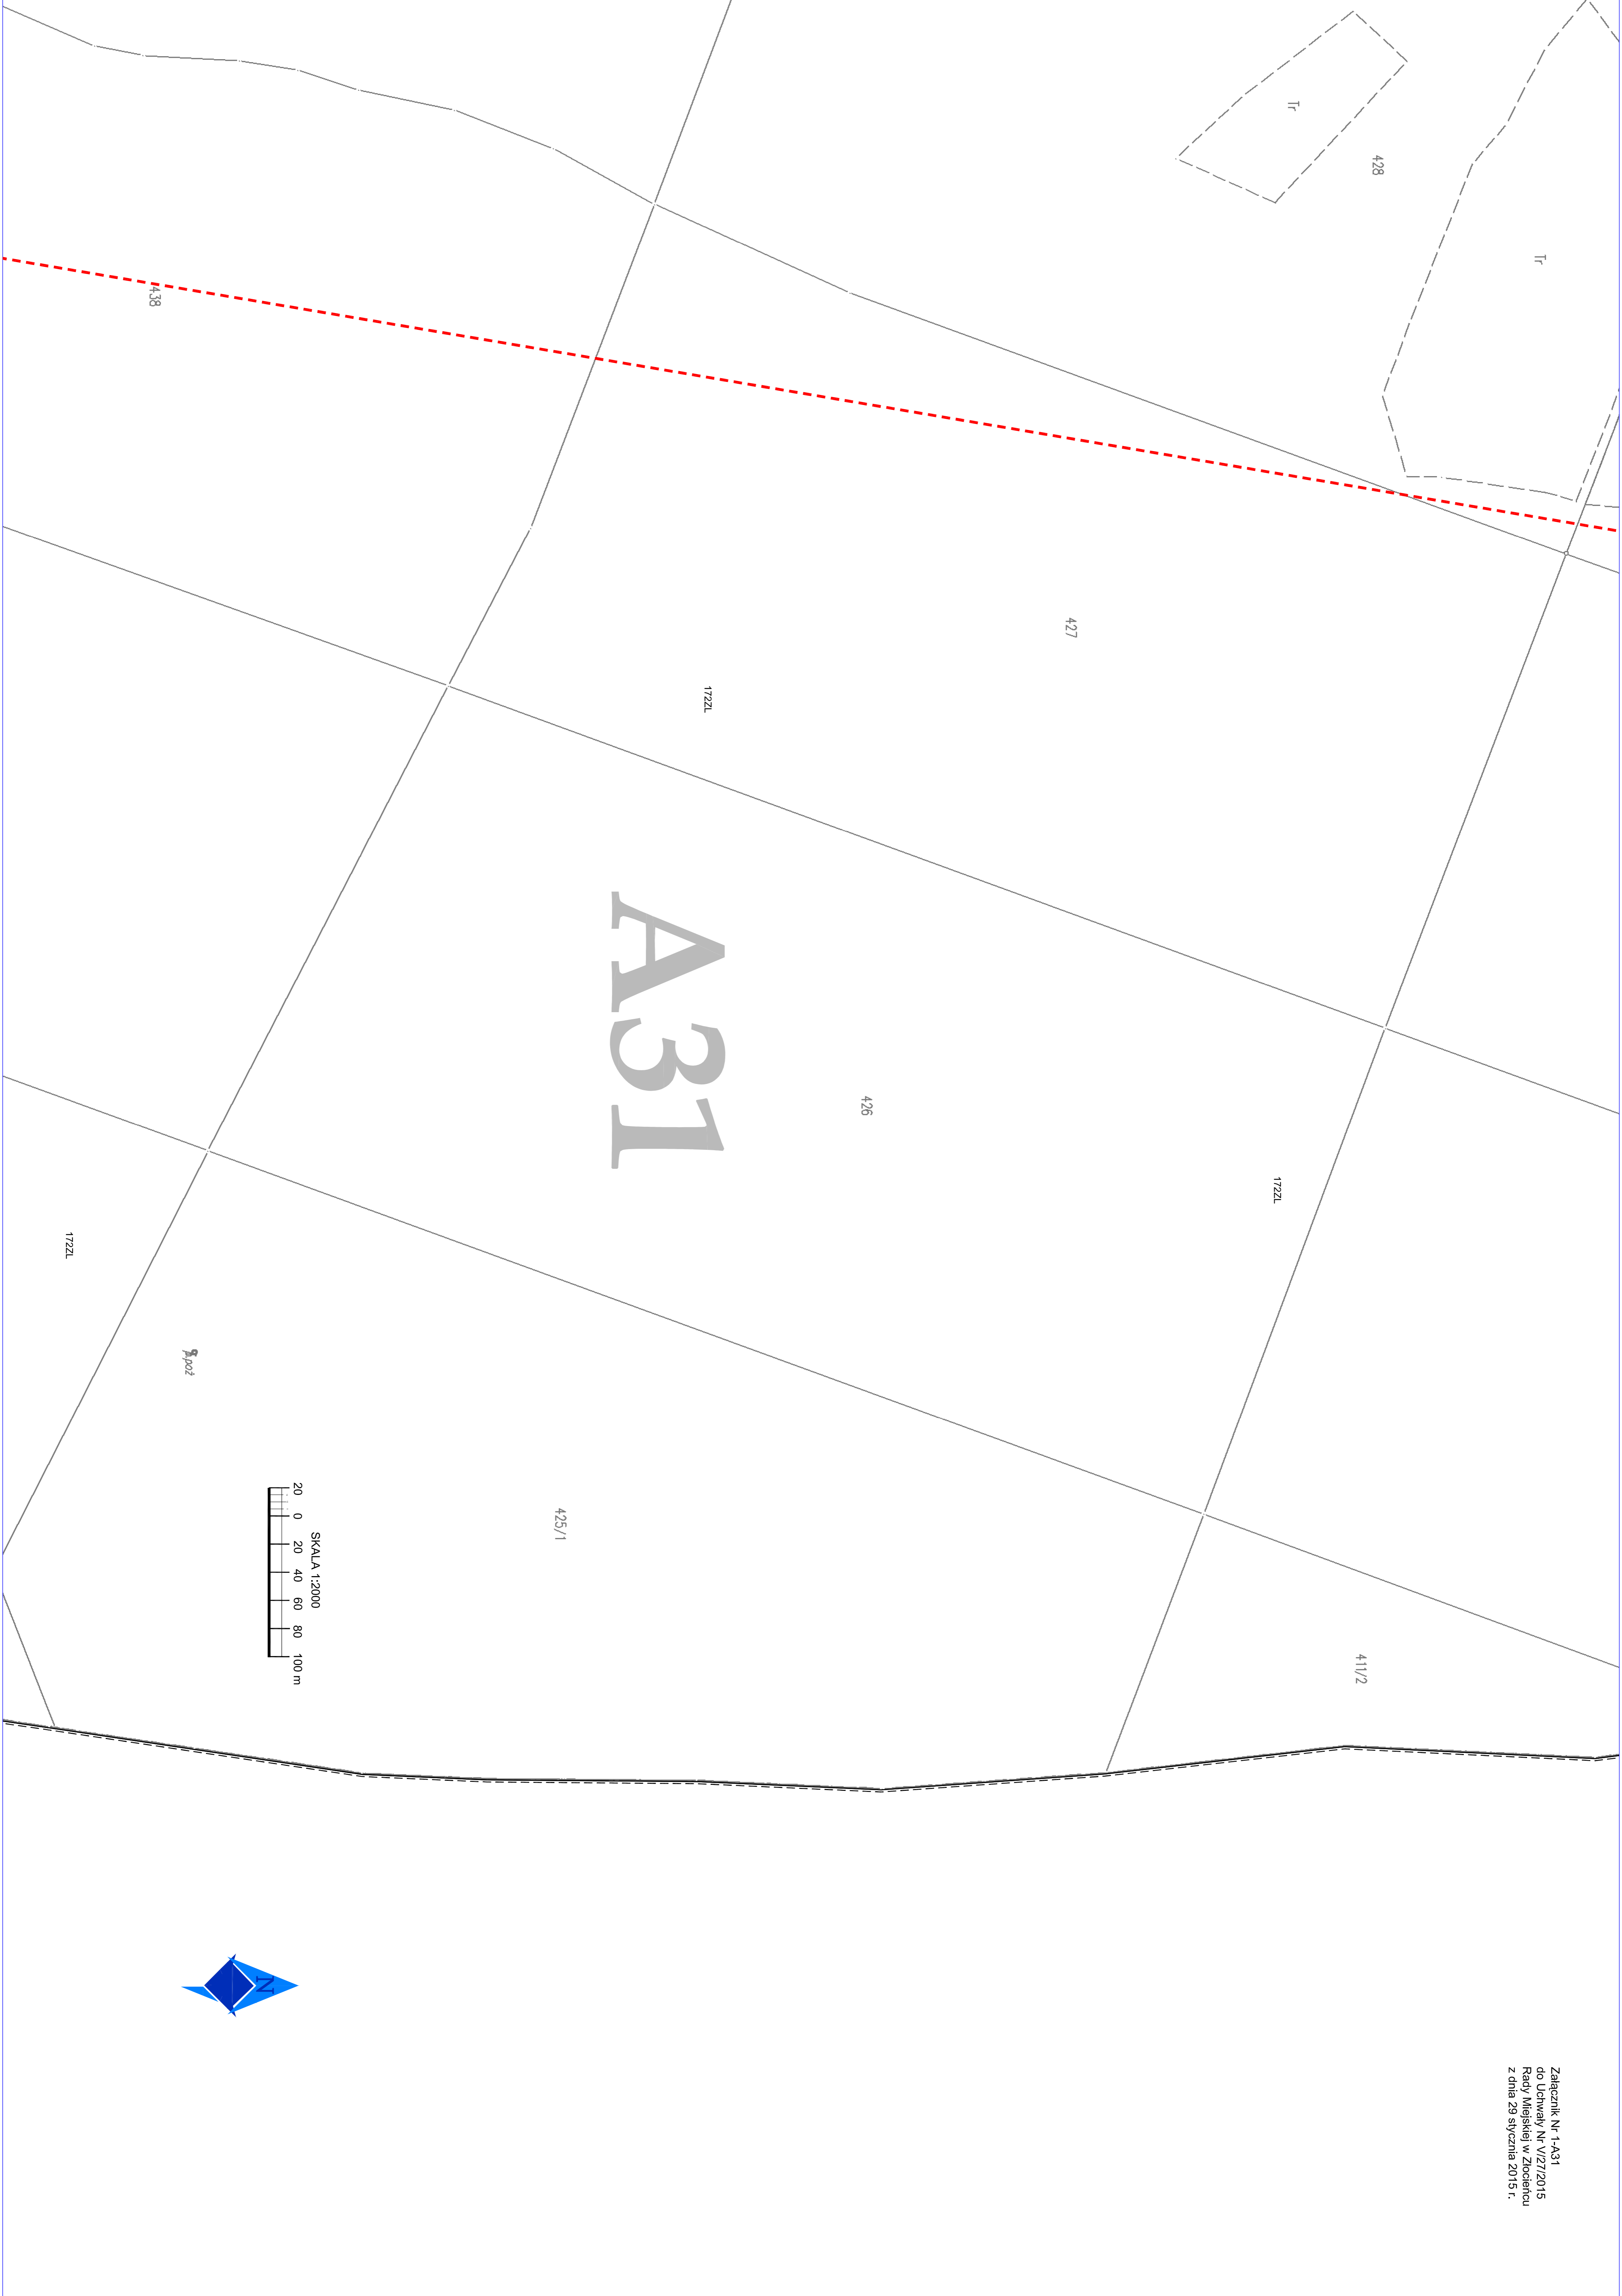 Załącznik Nr 1-A31
do Uchwały Nr V/27/2015
Rady Miejskiej w Złocieńcu
z dnia 29 stycznia 2015 r.
Tr
Tr
428
411/2
172ZL
427
426
172ZL
A31
425/1
SKALA 1:2000
20 0 20 40 60 80 100 m
N
438
172ZL